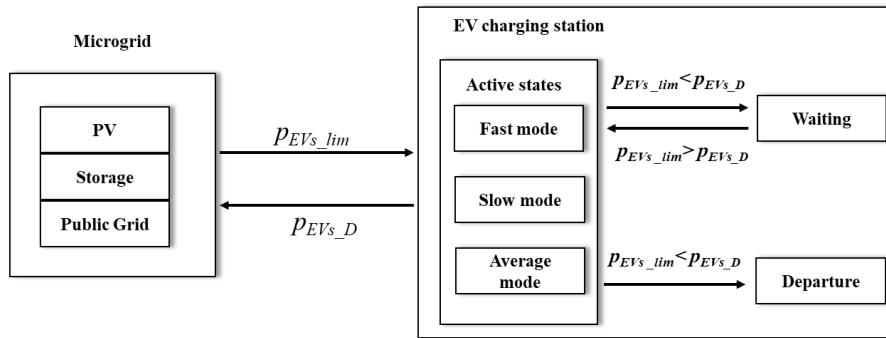 Microgrid
PV
Storage
Public Grid
p_EVs_lim
p_EVs_D
EV charging station
Active states
Fast mode
Slow mode
Average
mode
p_EVs_lim<p_EVs_D
Waiting
p_EVs_lim>p_EVs_D
p_EVs_lim<p_EVs_D
Departure